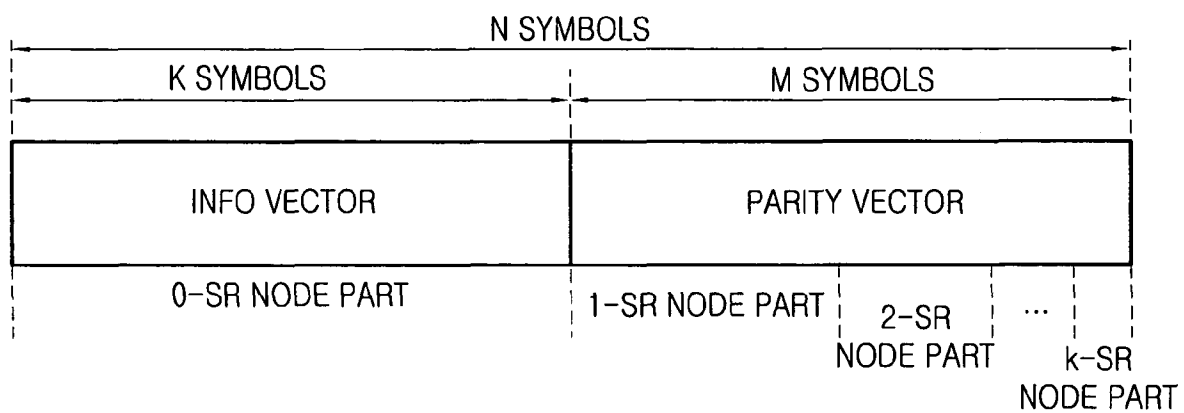 N SYMBOLS
K SYMBOLS
M SYMBOLS
INFO VECTOR
PARITY VECTOR
0-SR NODE PART
1-SR NODE PART
2-SR
NODE PART
...
k-SR
NODE PART